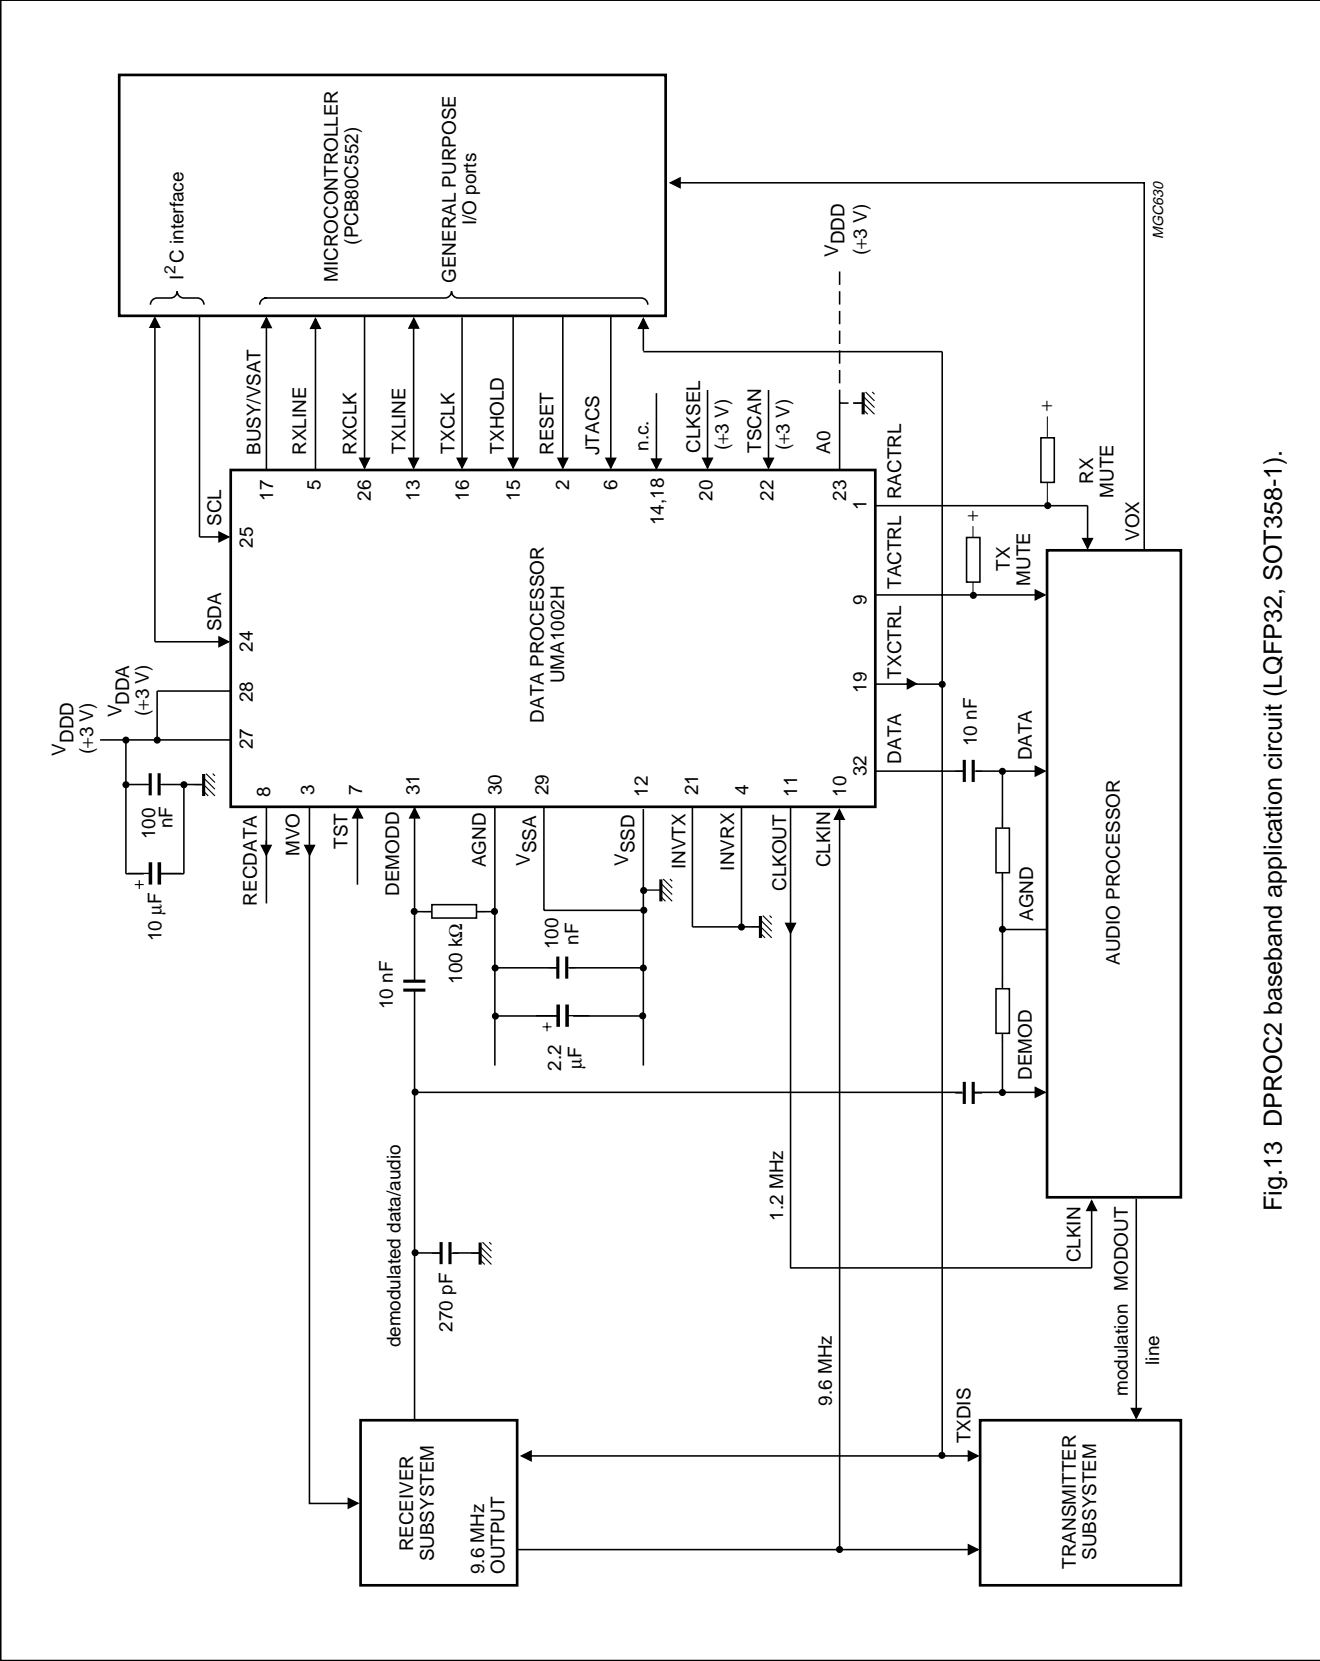 I²C interface
MICROCONTROLLER
(PCB80C552)
GENERAL PURPOSE
I/O ports
BUSY/VSAT
RXLINE
RXCLK
TXLINE
TXCLK
TXHOLD
RESET
JTACS
n.c.
CLKSEL
(+3 V)
TSCAN
(+3 V)
A0
VDDD
(+3 V)
MGC630
SCL
SDA
25
24
17
5
26
13
16
15
2
6
14,18
20
22
23
VDDD
(+3 V)
VDDA
(+3 V)
28
27
100
nF
+
10 µF
DATA PROCESSOR
UMA1002H
1
RACTRL
9
TACTRL
19
TXCTRL
32
DATA
+
RX
MUTE
+
TX
MUTE
VOX
10 nF
DATA
AGND
DEMOD
AUDIO PROCESSOR
8
3
7
31
30
29
12
21
4
11
10
RECDATA
MVO
TST
DEMODD
AGND
VSSA
VSSD
INVTX
INVRX
CLKOUT
CLKIN
10 nF
100 kΩ
100
nF
+
2.2
µF
demodulated data/audio
270 pF
1.2 MHz
9.6 MHz
CLKIN
MODOUT
modulation
line
TXDIS
RECEIVER
SUBSYSTEM
9.6 MHz
OUTPUT
TRANSMITTER
SUBSYSTEM
Fig.13 DPROC2 baseband application circuit (LQFP32, SOT358-1).